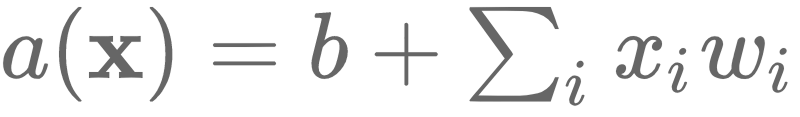 a(𝐱) = b + ∑ᵢ xᵢwᵢ